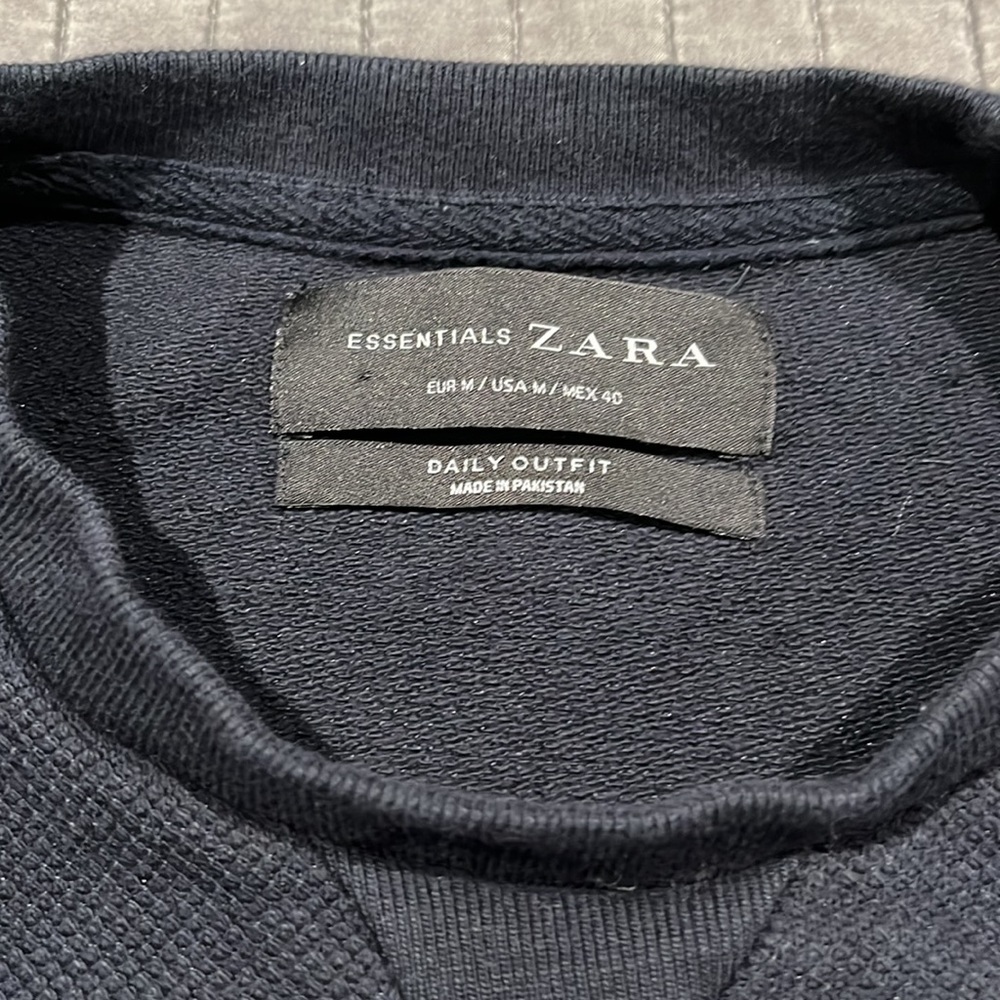 ESSENTIALS ZARA
EUR M / USA M / MEX 40
DAILY OUTFIT
MADE IN PAKISTAN